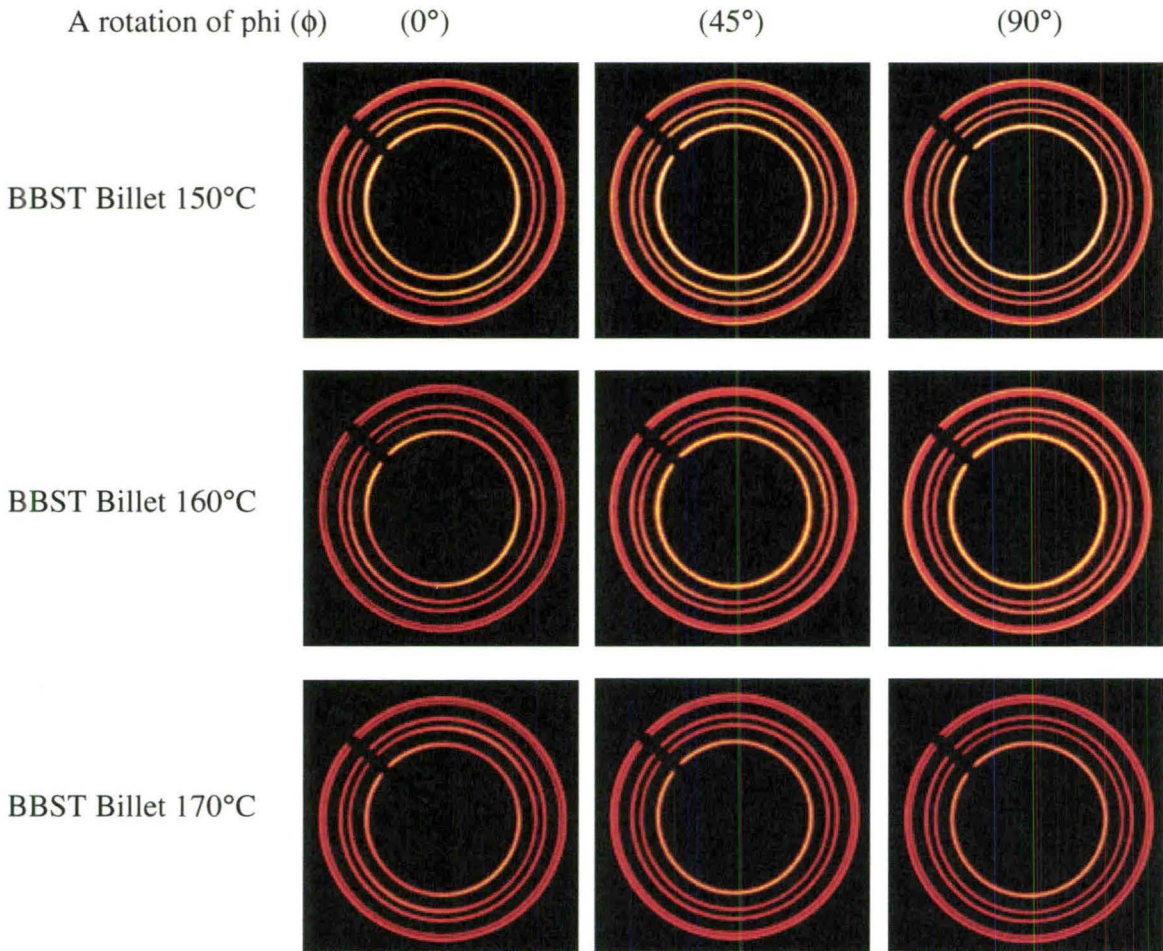 A rotation of phi (ϕ) (0°) (45°) (90°)
BBST Billet 150°C
BBST Billet 160°C
BBST Billet 170°C